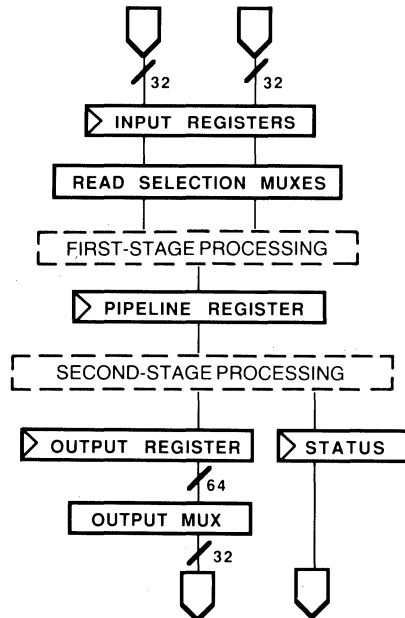 32 32
INPUT REGISTERS
READ SELECTION MUXES
FIRST-STAGE PROCESSING
PIPELINE REGISTER
SECOND-STAGE PROCESSING
OUTPUT REGISTER STATUS
64
OUTPUT MUX
32